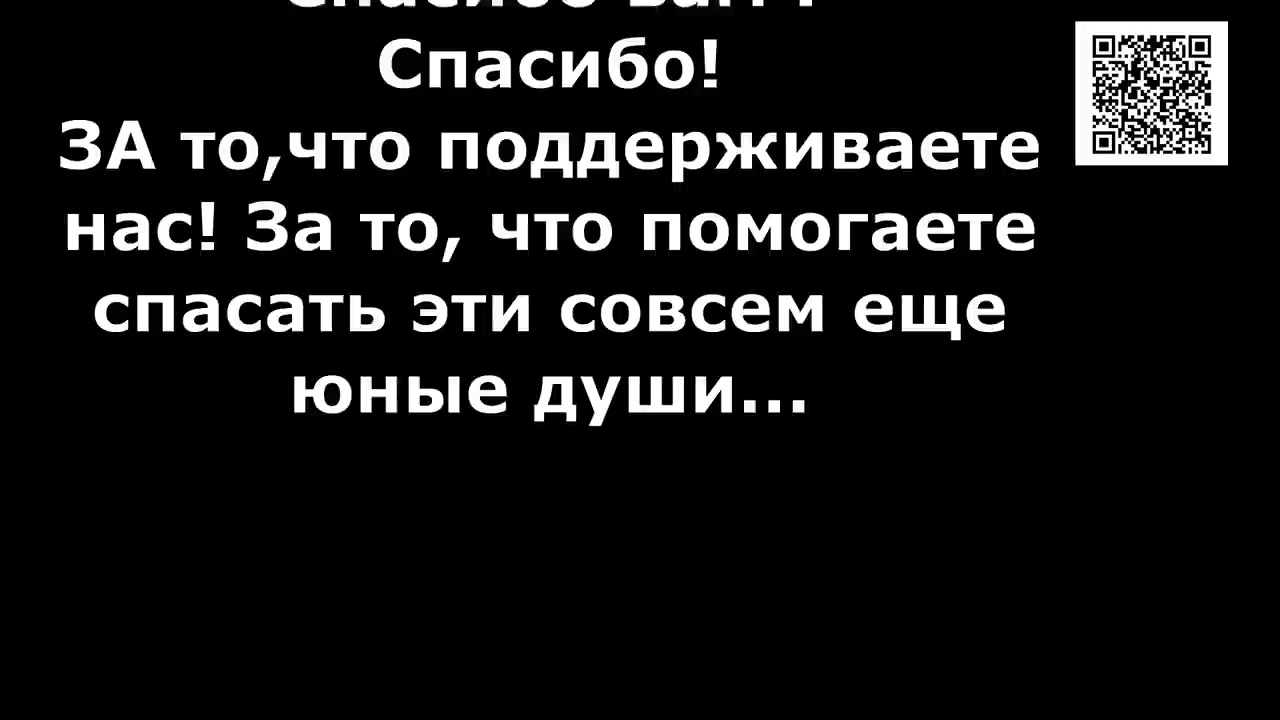 Спасибо!
ЗА то,что поддерживаете
нас! За то, что помогаете
спасать эти совсем еще
юные души...